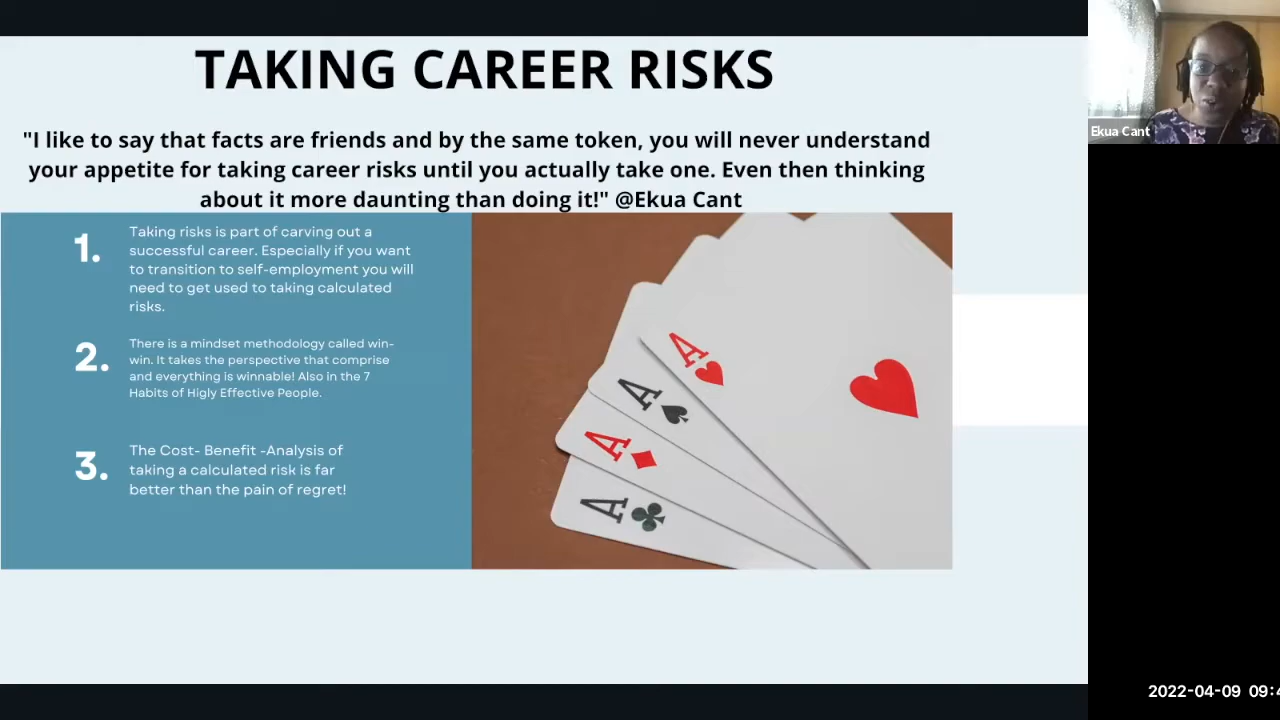 TAKING CAREER RISKS
"I like to say that facts are friends and by the same token, you will never understand
your appetite for taking career risks until you actually take one. Even then thinking
about it more daunting than doing it!" @Ekua Cant
1.
Taking risks is part of carving out a
successful career. Especially if you want
to transition to self-employment you will
need to get used to taking calculated
risks.
2.
There is a mindset methodology called win-
win. It takes the perspective that comprise
and everything is winnable! Also in the 7
Habits of Higly Effective People.
3.
The Cost- Benefit -Analysis of
taking a calculated risk is far
better than the pain of regret!
A
A
A
A
Ekua Cant
2022-04-09 09:4